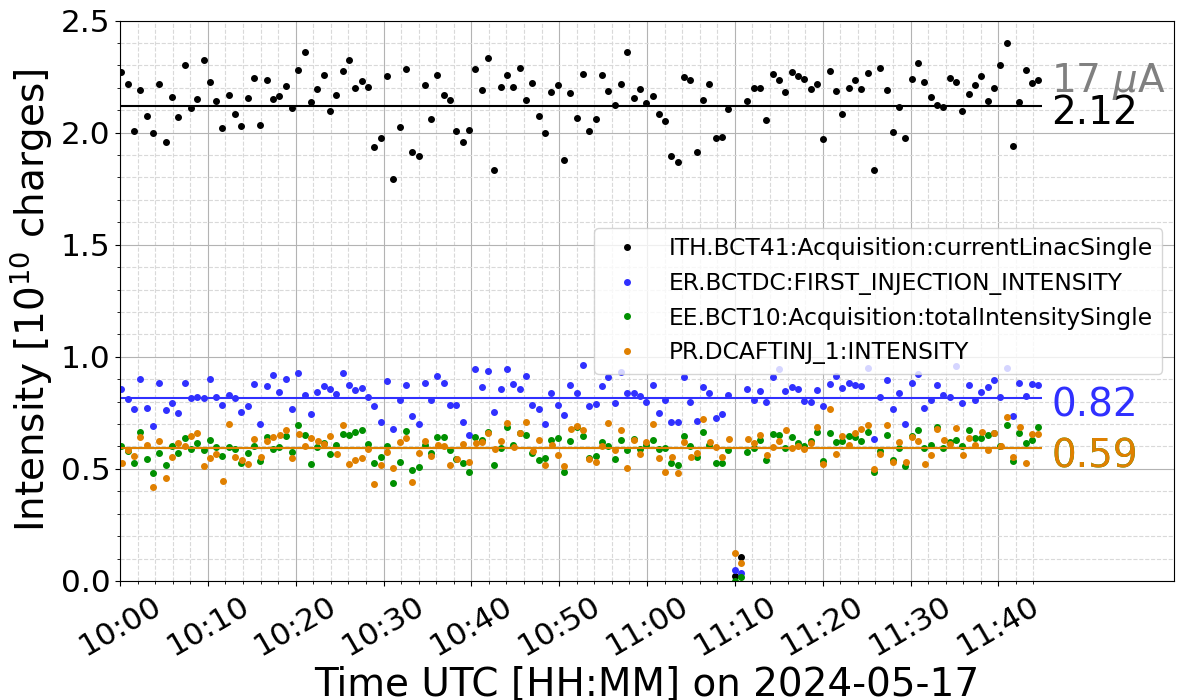 2.5
2.0
1.5
1.0
0.5
0.0
Intensity [10¹⁰ charges]
17 μA
2.12
ITH.BCT41:Acquisition:currentLinacSingle
ER.BCTDC:FIRST_INJECTION_INTENSITY
EE.BCT10:Acquisition:totalIntensitySingle
PR.DCAFTINJ_1:INTENSITY
0.82
0.59
10:00 10:10 10:20 10:30 10:40 10:50 11:00 11:10 11:20 11:30 11:40
Time UTC [HH:MM] on 2024-05-17